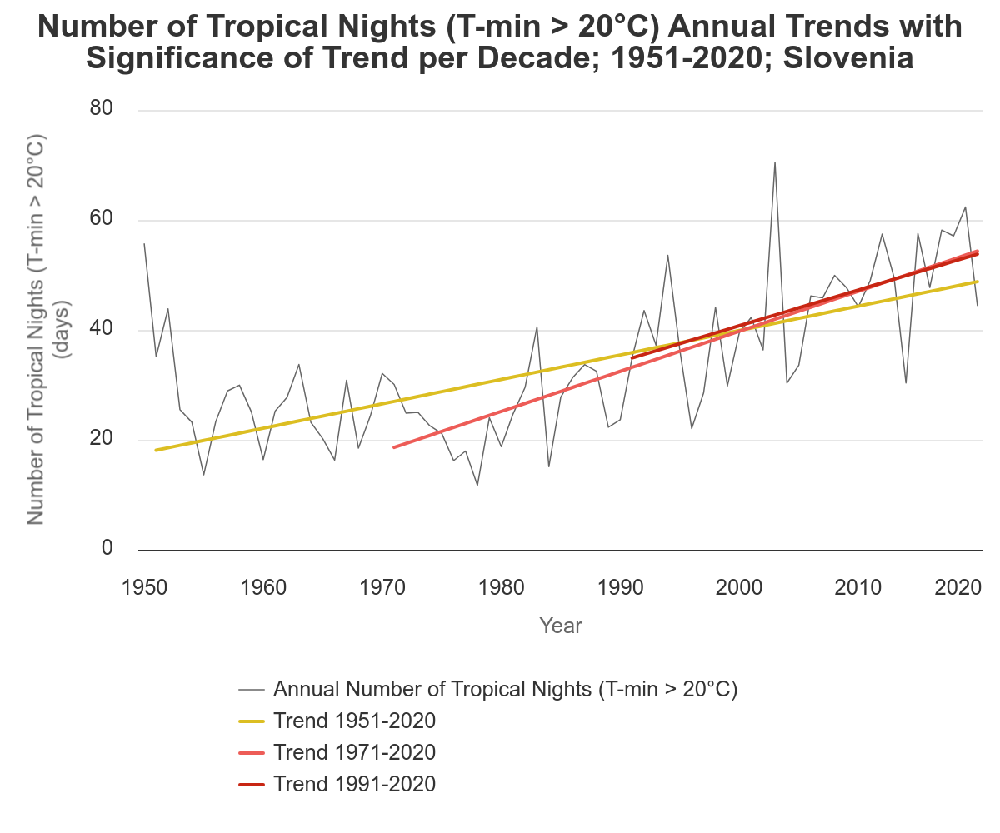 Number of Tropical Nights (T-min > 20°C) Annual Trends with
Significance of Trend per Decade; 1951-2020; Slovenia
Number of Tropical Nights (T-min > 20°C)
(days)
80
60
40
20
0
1950 1960 1970 1980 1990 2000 2010 2020
Year
Annual Number of Tropical Nights (T-min > 20°C)
Trend 1951-2020
Trend 1971-2020
Trend 1991-2020